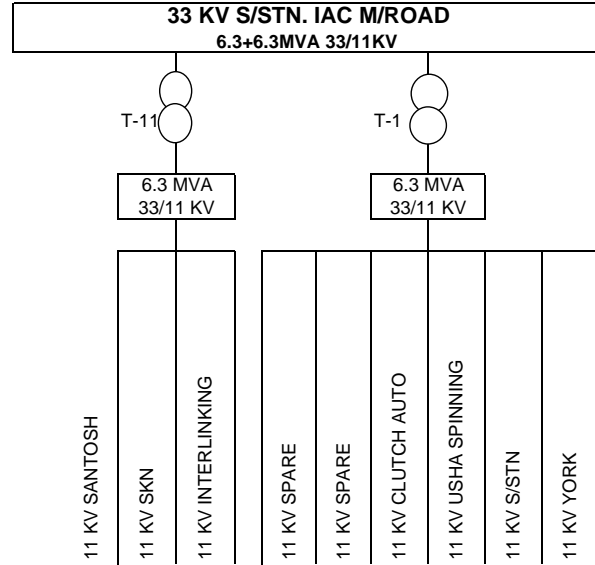 33 KV S/STN. IAC M/ROAD
6.3+6.3MVA 33/11KV
T-11
T-1
6.3 MVA
33/11 KV
6.3 MVA
33/11 KV
11 KV SANTOSH
11 KV SKN
11 KV INTERLINKING
11 KV SPARE
11 KV SPARE
11 KV CLUTCH AUTO
11 KV USHA SPINNING
11 KV S/STN
11 KV YORK